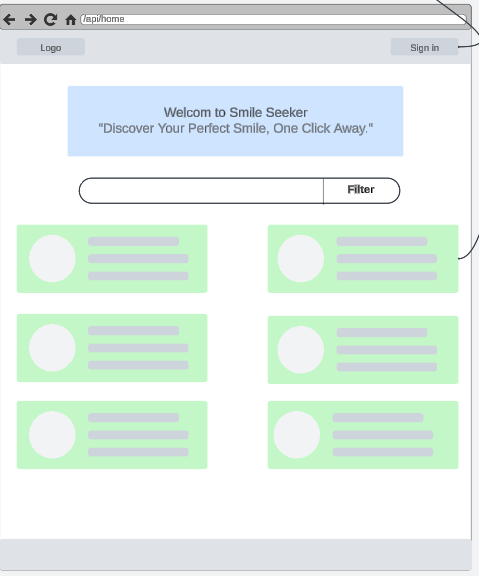 /api/home
Logo
Sign in
Welcom to Smile Seeker
"Discover Your Perfect Smile, One Click Away."
Filter